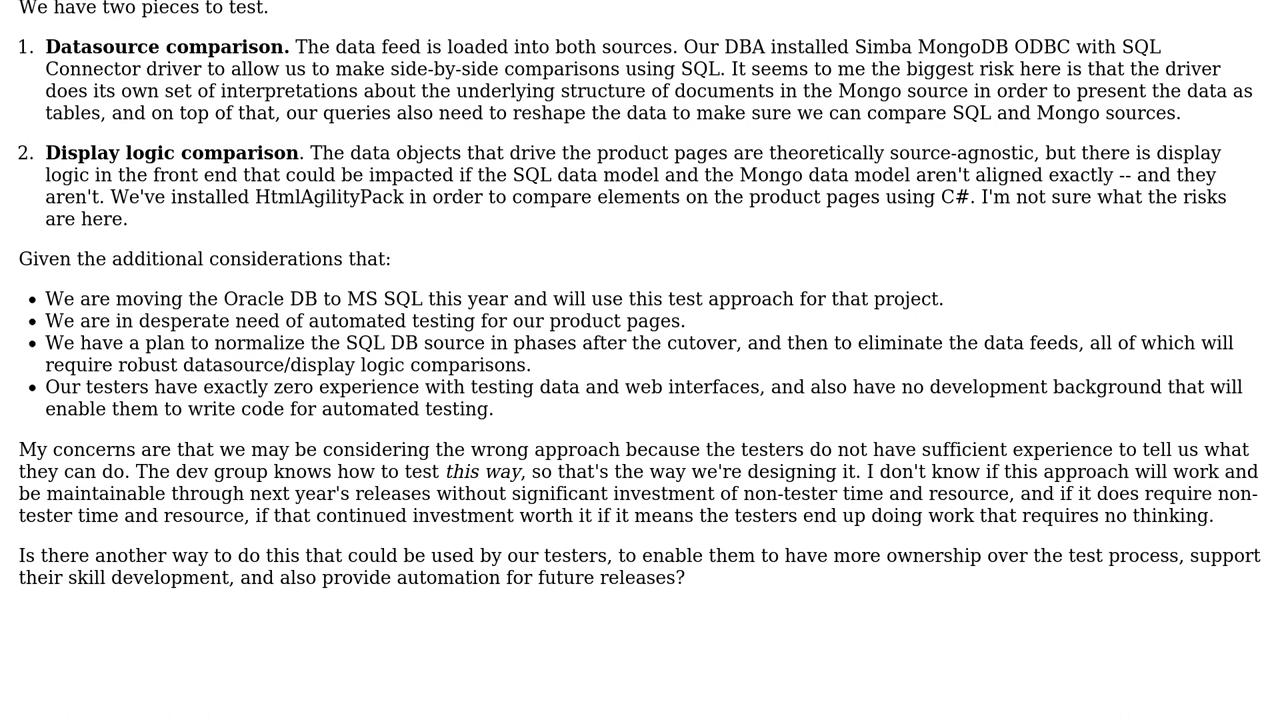 We have two pieces to test.
1. Datasource comparison. The data feed is loaded into both sources. Our DBA installed Simba MongoDB ODBC with SQL
Connector driver to allow us to make side-by-side comparisons using SQL. It seems to me the biggest risk here is that the driver
does its own set of interpretations about the underlying structure of documents in the Mongo source in order to present the data as
tables, and on top of that, our queries also need to reshape the data to make sure we can compare SQL and Mongo sources.
2. Display logic comparison. The data objects that drive the product pages are theoretically source-agnostic, but there is display
logic in the front end that could be impacted if the SQL data model and the Mongo data model aren't aligned exactly -- and they
aren't. We've installed HtmlAgilityPack in order to compare elements on the product pages using C#. I'm not sure what the risks
are here.
Given the additional considerations that:
• We are moving the Oracle DB to MS SQL this year and will use this test approach for that project.
• We are in desperate need of automated testing for our product pages.
• We have a plan to normalize the SQL DB source in phases after the cutover, and then to eliminate the data feeds, all of which will
require robust datasource/display logic comparisons.
• Our testers have exactly zero experience with testing data and web interfaces, and also have no development background that will
enable them to write code for automated testing.
My concerns are that we may be considering the wrong approach because the testers do not have sufficient experience to tell us what
they can do. The dev group knows how to test this way, so that's the way we're designing it. I don't know if this approach will work and
be maintainable through next year's releases without significant investment of non-tester time and resource, and if it does require non-
tester time and resource, if that continued investment worth it if it means the testers end up doing work that requires no thinking.
Is there another way to do this that could be used by our testers, to enable them to have more ownership over the test process, support
their skill development, and also provide automation for future releases?